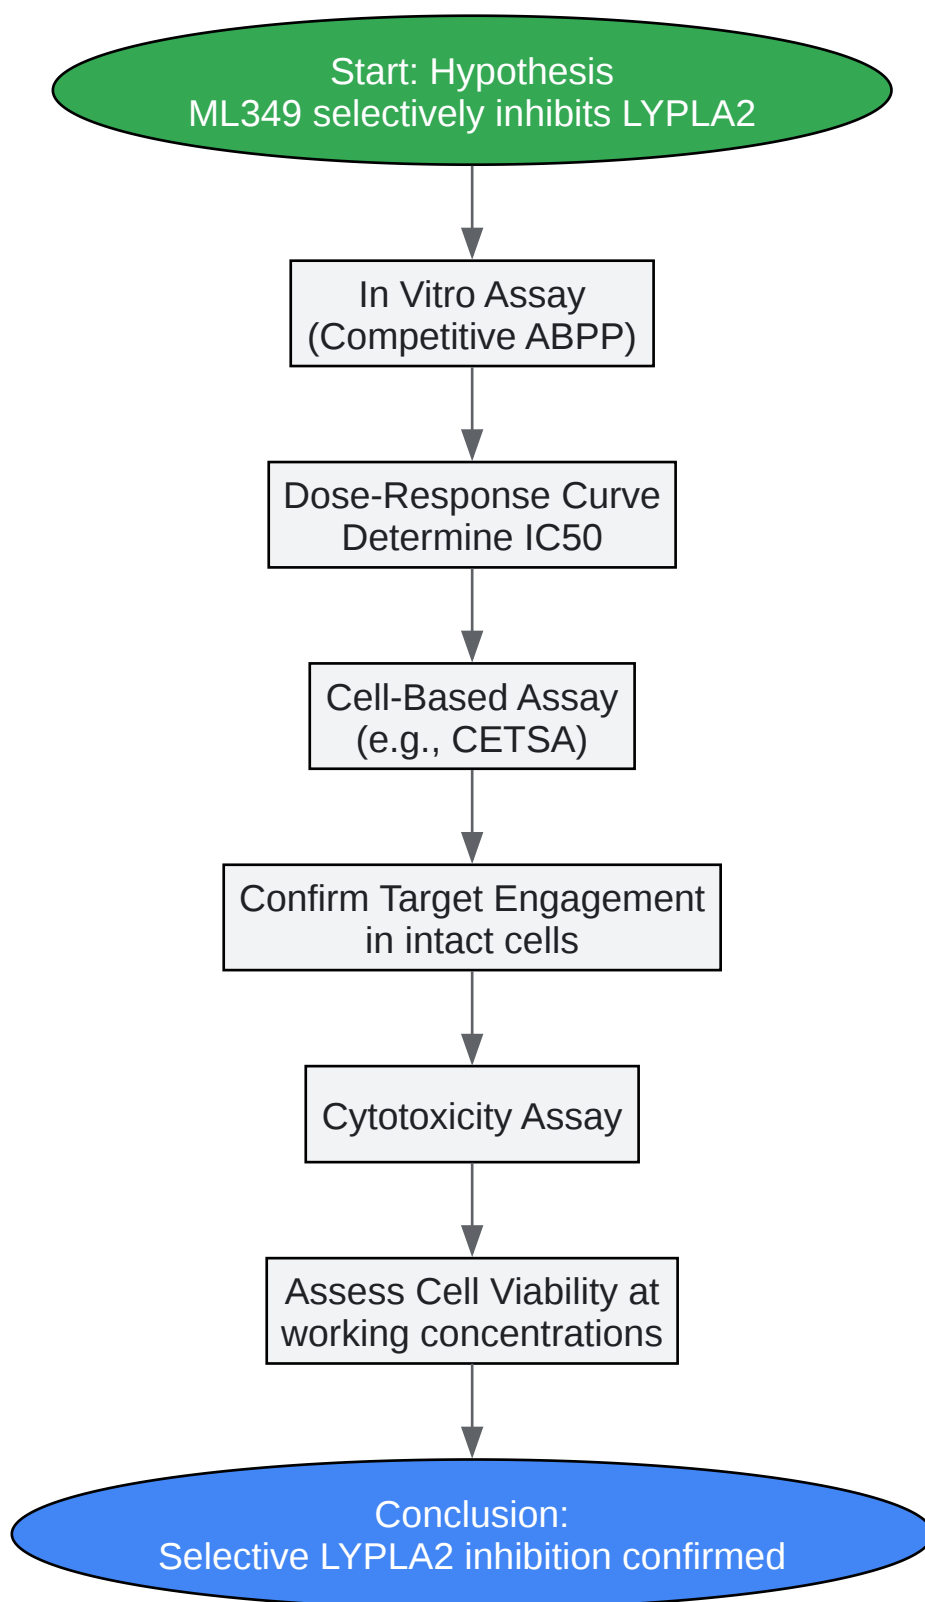 Start: Hypothesis
ML349 selectively inhibits LYPLA2
In Vitro Assay
(Competitive ABPP)
Dose-Response Curve
Determine IC50
Cell-Based Assay
(e.g., CETSA)
Confirm Target Engagement
in intact cells
Cytotoxicity Assay
Assess Cell Viability at
working concentrations
Conclusion:
Selective LYPLA2 inhibition confirmed